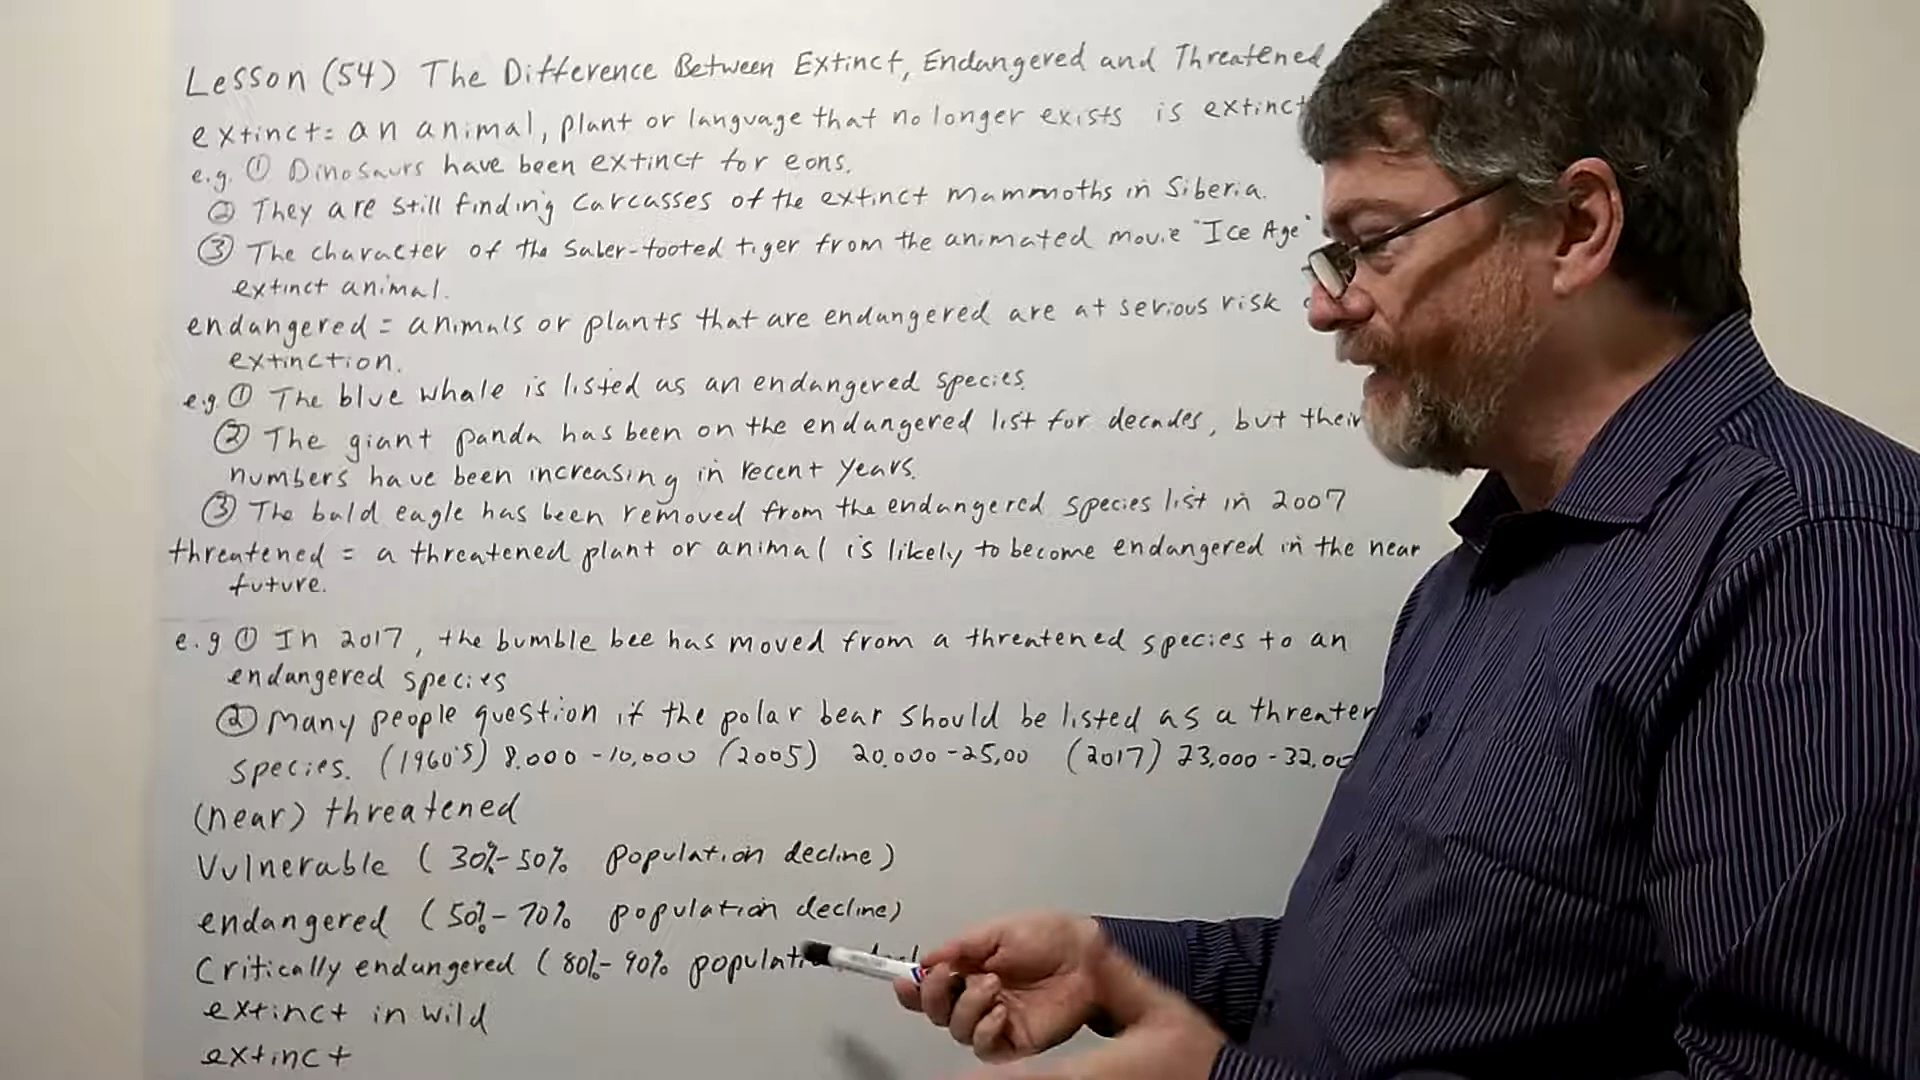 Lesson (54) The Difference Between Extinct, Endangered and Threatened
extinct= an animal, plant or language that no longer exists is extinct
e.g. ① Dinosaurs have been extinct for eons.
② They are still finding carcasses of the extinct mammoths in Siberia.
③ The character of the saber-tooted tiger from the animated movie "Ice Age"
extinct animal.
endangered = animals or plants that are endangered are at serious risk
extinction.
e.g. ① The blue whale is listed as an endangered species.
② The giant panda has been on the endangered list for decades, but their
numbers have been increasing in recent years.
③ The bald eagle has been removed from the endangered species list in 2007
threatened = a threatened plant or animal is likely to become endangered in the near
future.
e.g ① In 2017, the bumble bee has moved from a threatened species to an
endangered species
② Many people question if the polar bear should be listed as a
species. (1960's) 8.000 - 10,000 (2005) 20.000 - 25,00 (2017) 23,000 -
(near) threatened
Vulnerable (30%- 50% population decline)
endangered (50%- 70% population decline)
Critically endangered (80%- 90%
extinct in wild
extinct